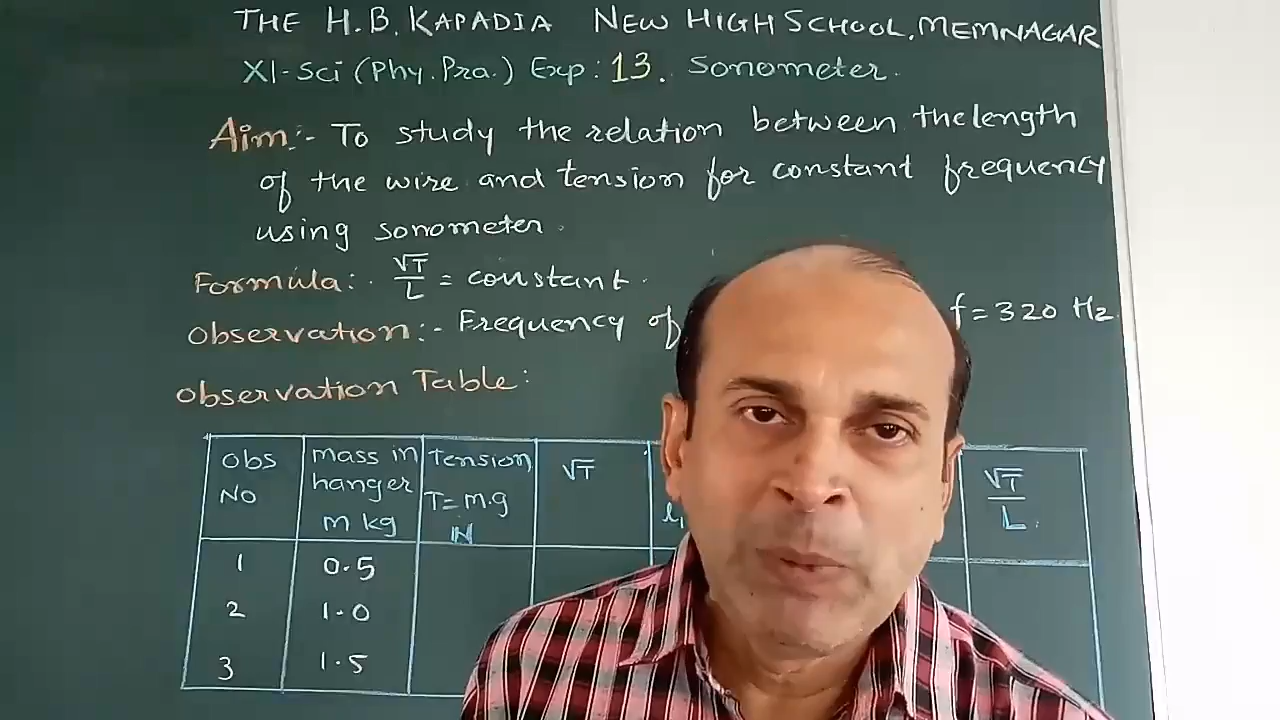 THE H.B. KAPADIA NEW HIGH SCHOOL, MEMNAGAR
XI-Sci (Phy. Pra.) Exp: 13. Sonometer.
Aim:- To study the relation between the length
of the wire and tension for constant frequency
using sonometer.
Formula:. √T/L = constant.
Observation:- Frequency of f = 320 Hz.
Observation Table:
Obs No
mass in hanger m kg
Tension T = m.g N
√T
l₁
√T/L.
1 0.5
2 1.0
3 1.5